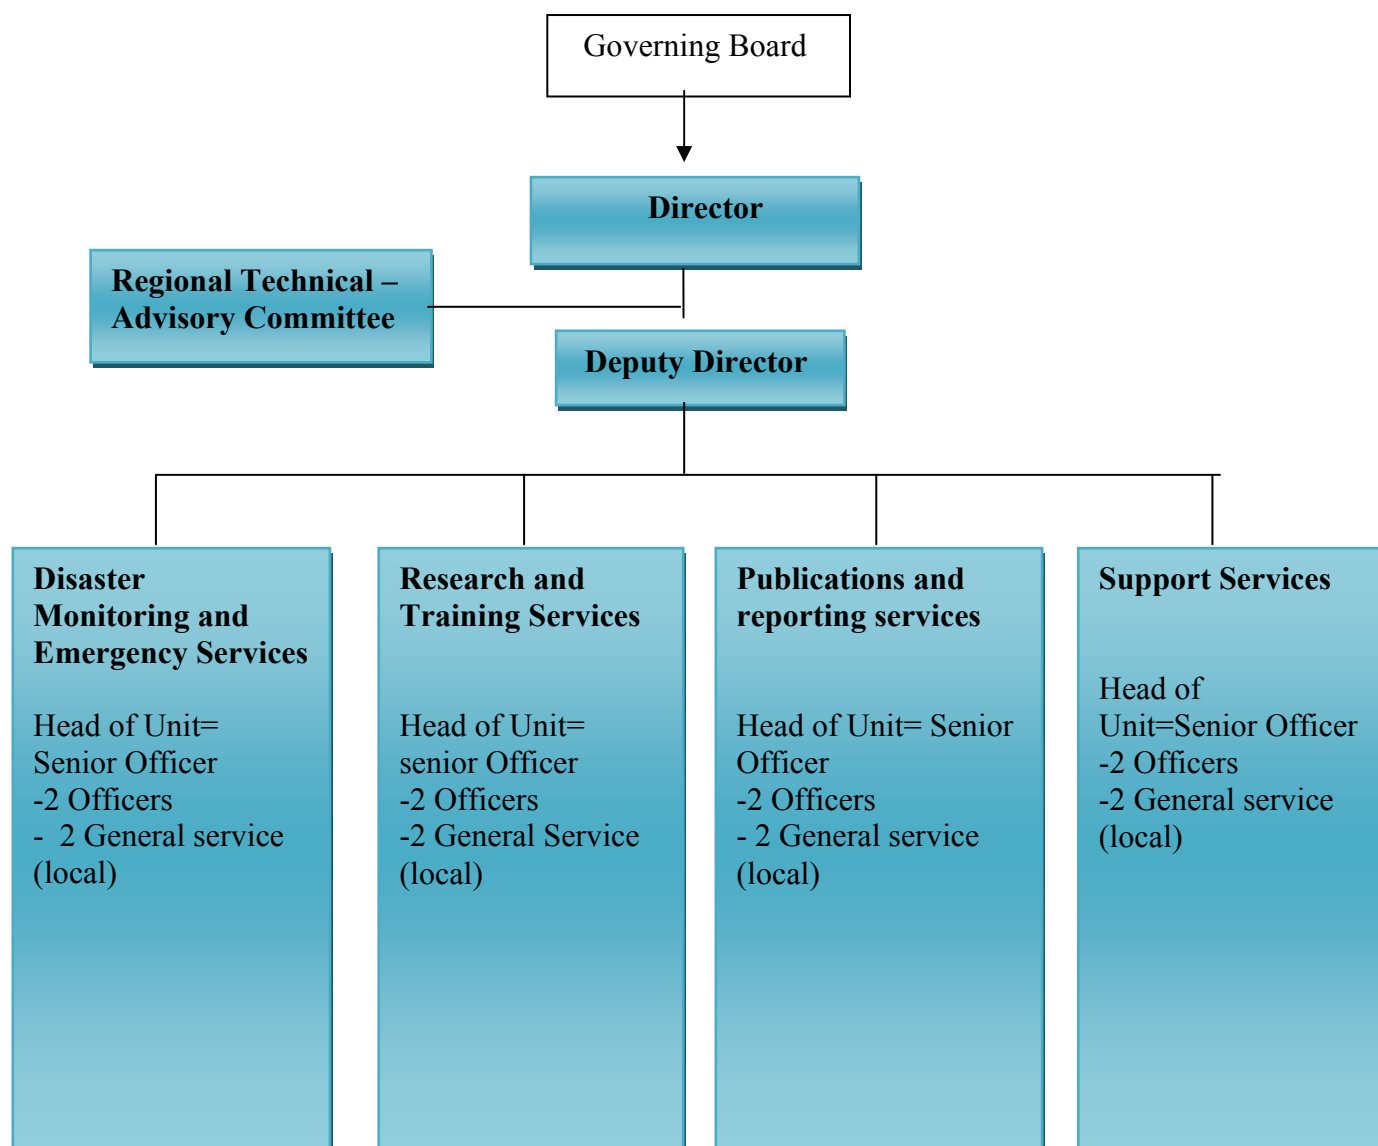 Governing Board
Director
Regional Technical –
Advisory Committee
Deputy Director
Disaster
Monitoring and
Emergency Services
Head of Unit=
Senior Officer
-2 Officers
-  2 General service
(local)
Research and
Training Services
Head of Unit=
senior Officer
-2 Officers
-2 General Service
(local)
Publications and
reporting services
Head of Unit= Senior
Officer
-2 Officers
- 2 General service
(local)
Support Services
Head of
Unit=Senior Officer
-2 Officers
-2 General service
(local)